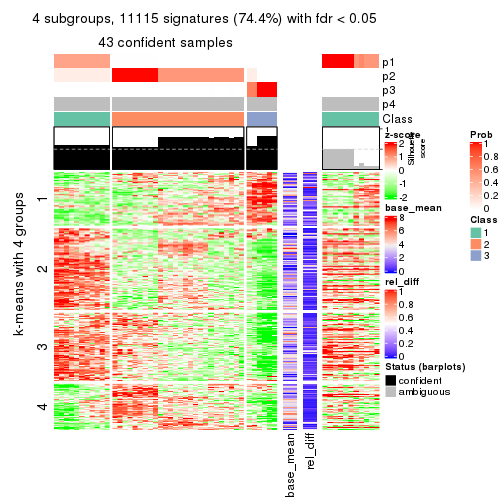 4 subgroups, 11115 signatures (74.4%) with fdr < 0.05
43 confident samples
p1
p2
p3
p4
Class
1
Silhouette
score
k-means with 4 groups
1
2
3
4
base_mean
rel_diff
z-score
2
1
0
-1
-2
base_mean
8
6
4
2
0
rel_diff
1
0.8
0.6
0.4
0.2
0
Status (barplots)
confident
ambiguous
Prob
1
0.8
0.6
0.4
0.2
0
Class
1
2
3